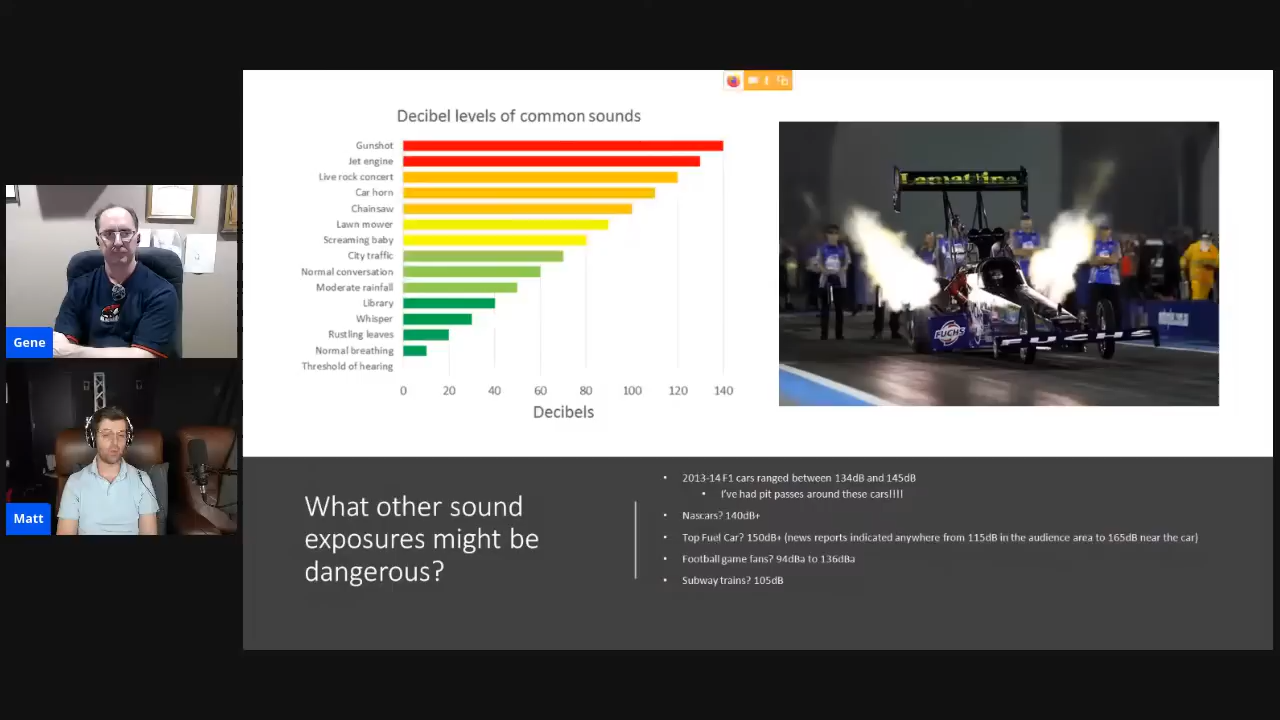 Decibel levels of common sounds
Gunshot
Jet engine
Live rock concert
Car horn
Chainsaw
Lawn mower
Screaming baby
City traffic
Normal conversation
Moderate rainfall
Library
Whisper
Rustling leaves
Normal breathing
Threshold of hearing
0 20 40 60 80 100 120 140
Decibels
Lamattina
FUCHS
FUCHS
Gene
Matt
What other sound
exposures might be
dangerous?
• 2013-14 F1 cars ranged between 134dB and 145dB
• I've had pit passes around these cars!!!!
• Nascars? 140dB+
• Top Fuel Car? 150dB+ (news reports indicated anywhere from 115dB in the audience area to 165dB near the car)
• Football game fans? 94dBa to 136dBa
• Subway trains? 105dB